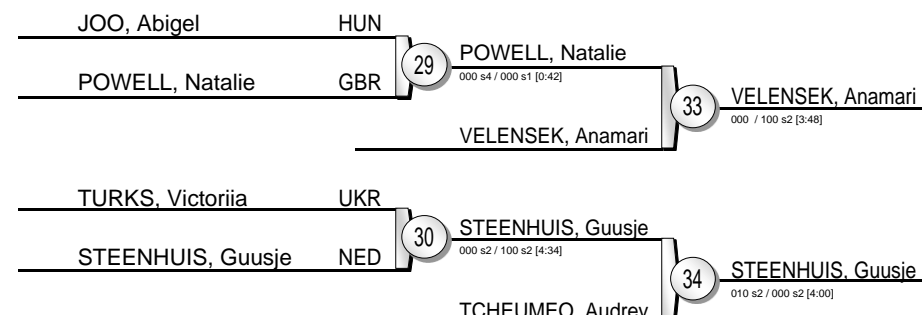 JOO, Abigel HUN
29
POWELL, Natalie
000 s4 / 000 s1 [0:42]
POWELL, Natalie GBR
33
VELENSEK, Anamari
000 / 100 s2 [3:48]
VELENSEK, Anamari
TURKS, Victoriia UKR
30
STEENHUIS, Guusje
000 s2 / 100 s2 [4:34]
STEENHUIS, Guusje NED
34
STEENHUIS, Guusje
010 s2 / 000 s2 [4:00]
TCHEUMEO, Audrey